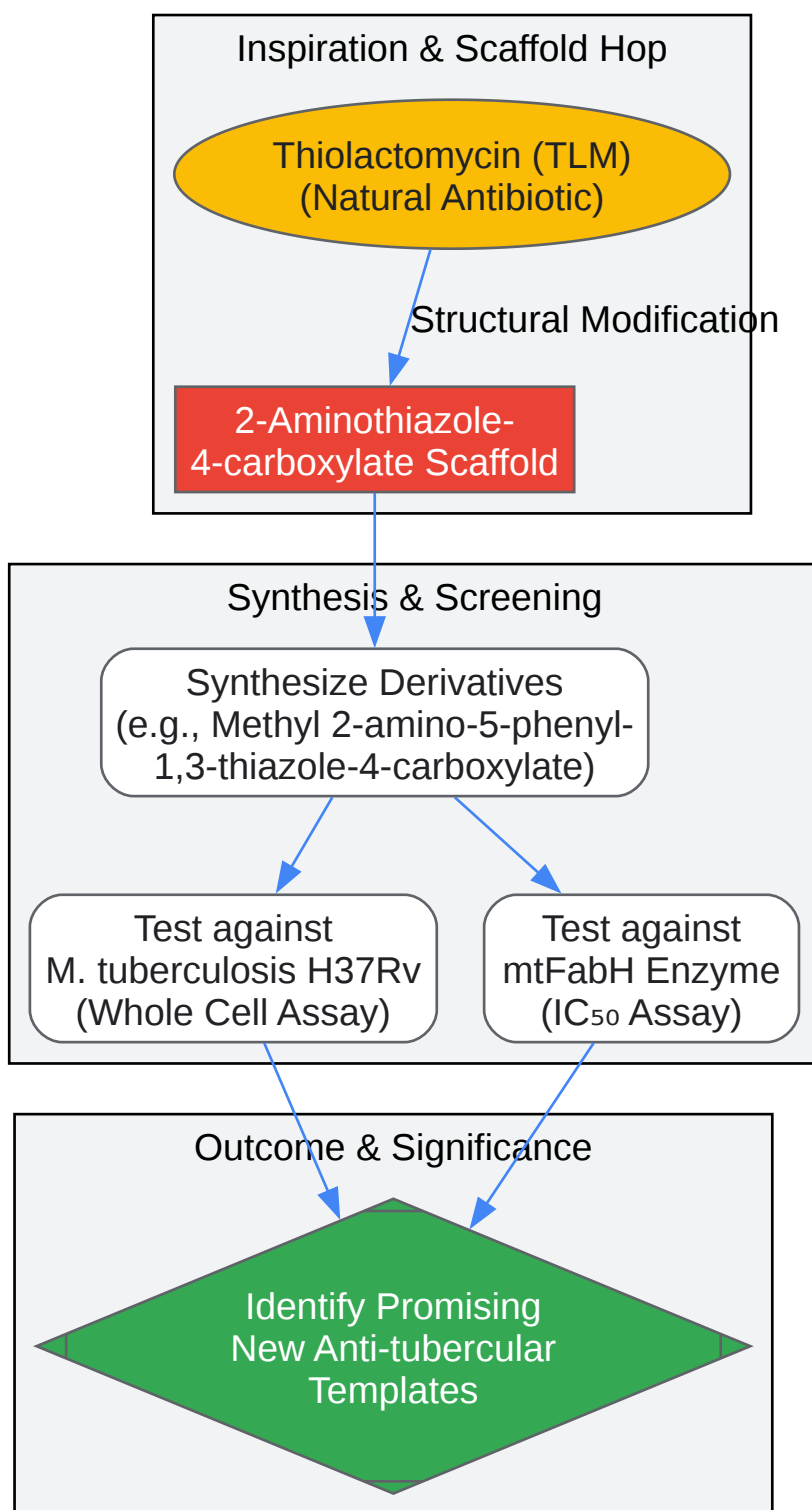 Inspiration & Scaffold Hop
Thiolactomycin (TLM)
(Natural Antibiotic)
Structural Modification
2-Aminothiazole-
4-carboxylate Scaffold
Synthesis & Screening
Synthesize Derivatives
(e.g., Methyl 2-amino-5-phenyl-
1,3-thiazole-4-carboxylate)
Test against
M. tuberculosis H37Rv
(Whole Cell Assay)
Test against
mtFabH Enzyme
(IC₅₀ Assay)
Outcome & Significance
Identify Promising
New Anti-tubercular
Templates